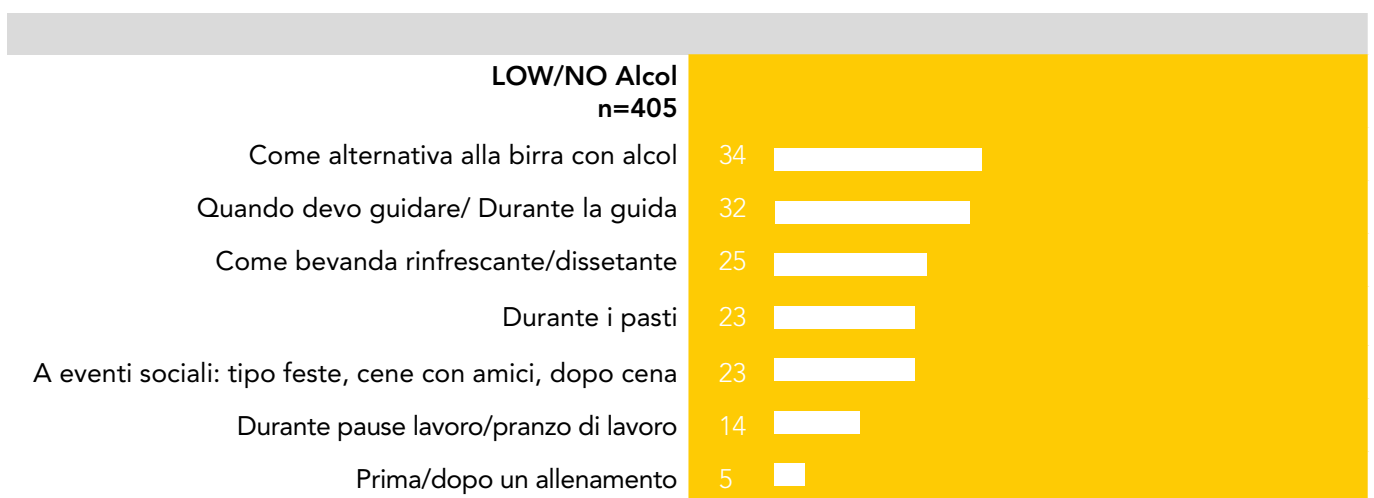 LOW/NO Alcol
n=405
Come alternativa alla birra con alcol 34
Quando devo guidare/ Durante la guida 32
Come bevanda rinfrescante/dissetante 25
Durante i pasti 23
A eventi sociali: tipo feste, cene con amici, dopo cena 23
Durante pause lavoro/pranzo di lavoro 14
Prima/dopo un allenamento 5